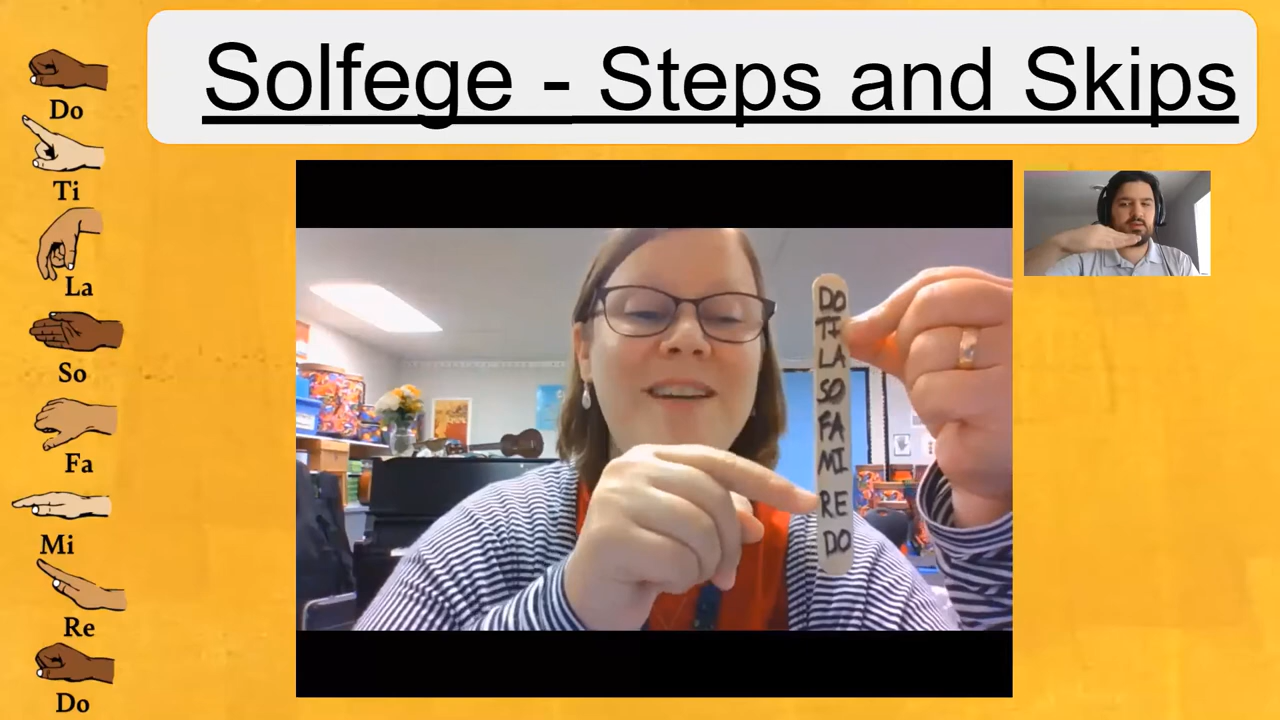 Solfege - Steps and Skips
Do
Ti
La
So
Fa
Mi
Re
Do
DO
TI
LA
SO
FA
MI
RE
DO